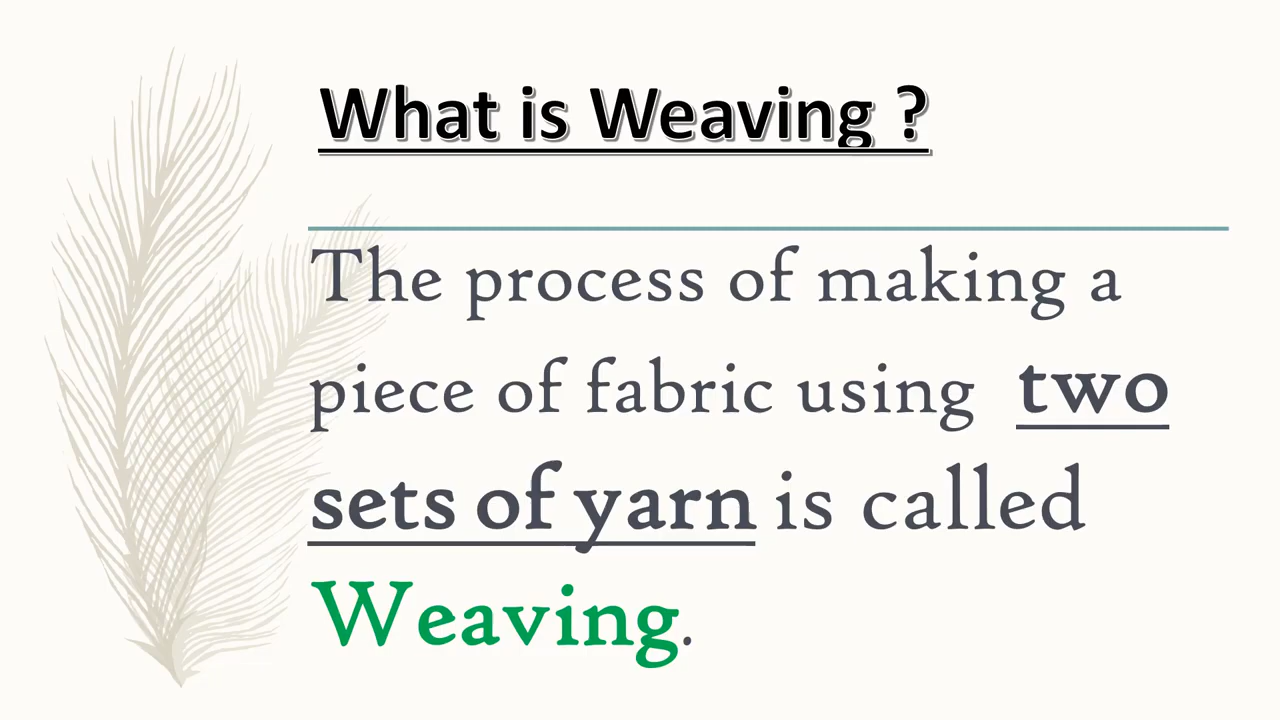 What is Weaving ?
The process of making a
piece of fabric using two
sets of yarn is called
Weaving.